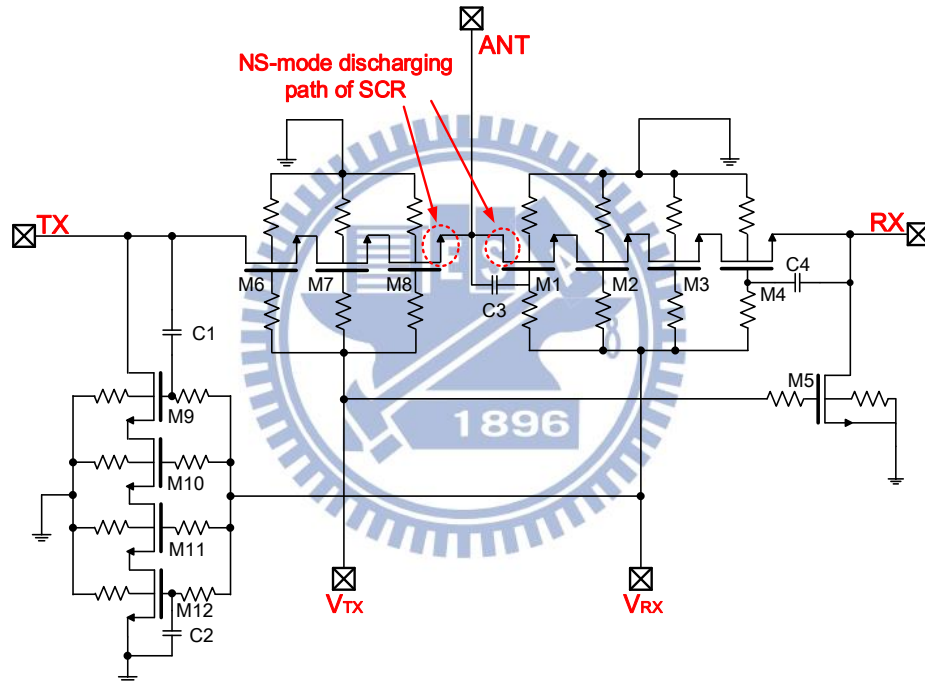 ANT
NS-mode discharging
path of SCR
TX
RX
M6
M7
M8
C3
M1
M2
M3
M4
C4
C1
M9
M10
M11
M12
C2
M5
1896
VTX
VRX